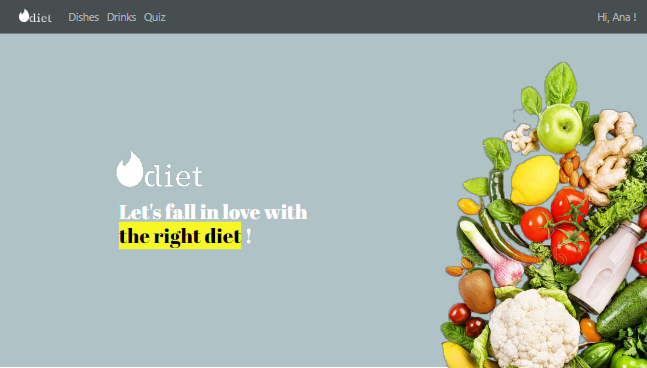 diet Dishes Drinks Quiz Hi, Ana !
diet
Let's fall in love with
the right diet !